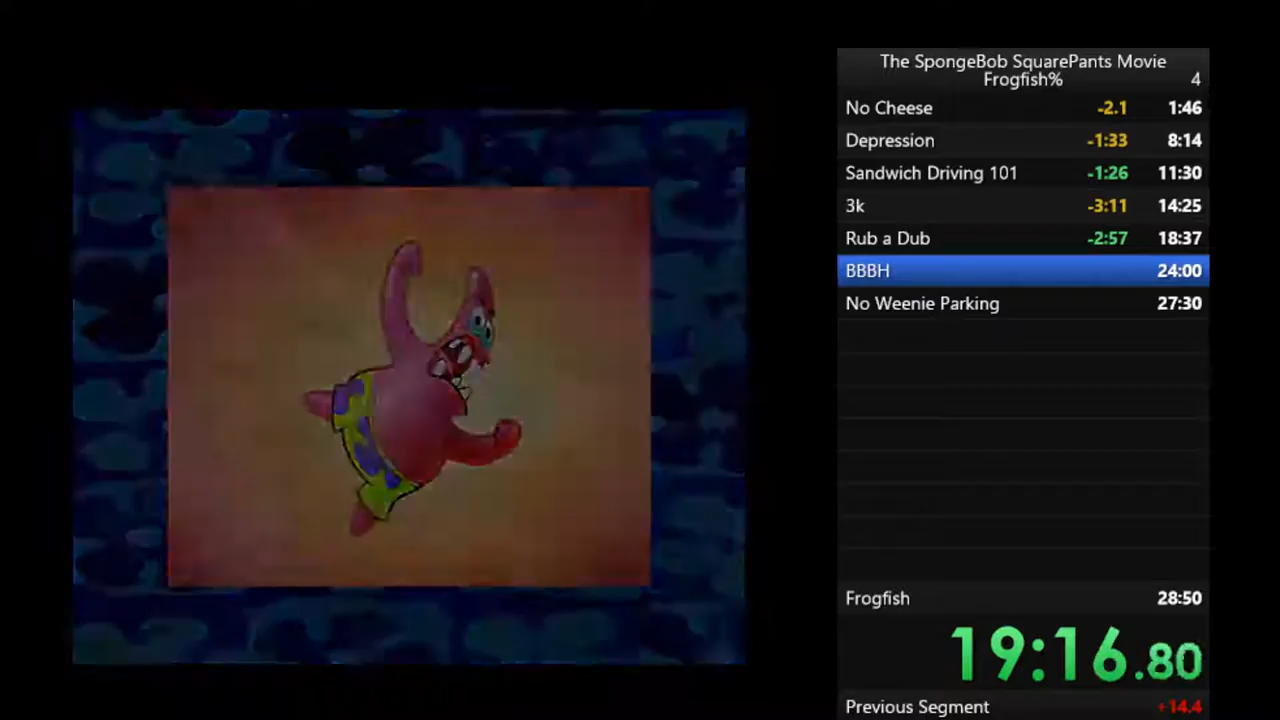 The SpongeBob SquarePants Movie
Frogfish% 4
No Cheese -2.1 1:46
Depression -1:33 8:14
Sandwich Driving 101 -1:26 11:30
3k -3:11 14:25
Rub a Dub -2:57 18:37
BBBH 24:00
No Weenie Parking 27:30
Frogfish 28:50
19:16.80
Previous Segment +14.4